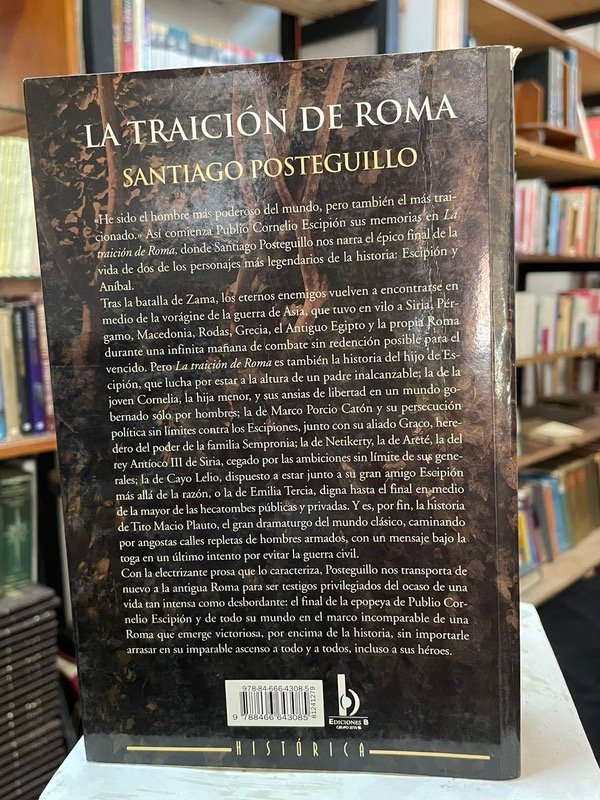 LA TRAICIÓN DE ROMA
SANTIAGO POSTEGUILLO
«He sido el hombre más poderoso del mundo, pero también el más trai-
cionado.» Así comienza Publio Cornelio Escipión sus memorias en La
traición de Roma, donde Santiago Posteguillo nos narra el épico final de la
vida de dos de los personajes más legendarios de la historia: Escipión y
Aníbal.
Tras la batalla de Zama, los eternos enemigos vuelven a encontrarse en
medio de la vorágine de la guerra de Asia, que tuvo en vilo a Siria, Pér-
gamo, Macedonia, Rodas, Grecia, el Antiguo Egipto y la propia Roma
durante una infinita mañana de combate sin redención posible para el
vencido. Pero La traición de Roma es también la historia del hijo de Es-
cipión, que lucha por estar a la altura de un padre inalcanzable; la de la
joven Cornelia, la hija menor, y sus ansias de libertad en un mundo go-
bernado sólo por hombres; la de Marco Porcio Catón y su persecución
política sin límites contra los Escipiones, junto con su aliado Graco, here-
dero del poder de la familia Sempronia; la de Netikerty, la de Areté, la del
rey Antíoco III de Siria, cegado por las ambiciones sin límite de sus gene-
rales; la de Cayo Lelio, dispuesto a estar junto a su gran amigo Escipión
más allá de la razón, o la de Emilia Tercia, digna hasta el final en medio
de la mayor de las hecatombes públicas y privadas. Y es, por fin, la historia
de Tito Macio Plauto, el gran dramaturgo del mundo clásico, caminando
por angostas calles repletas de hombres armados, con un mensaje bajo la
toga en un último intento por evitar la guerra civil.
Con la electrizante prosa que lo caracteriza, Posteguillo nos transporta de
nuevo a la antigua Roma para ser testigos privilegiados del ocaso de una
vida tan intensa como desbordante: el final de la epopeya de Publio Cor-
nelio Escipión y de todo su mundo en el marco incomparable de una
Roma que emerge victoriosa, por encima de la historia, sin importarle
arrasar en su imparable ascenso a todo y a todos, incluso a sus héroes.
978-84-666-4308-5
9 788466 643085
81241279
EDICIONES B
GRUPO ZETA
HISTÓRICA